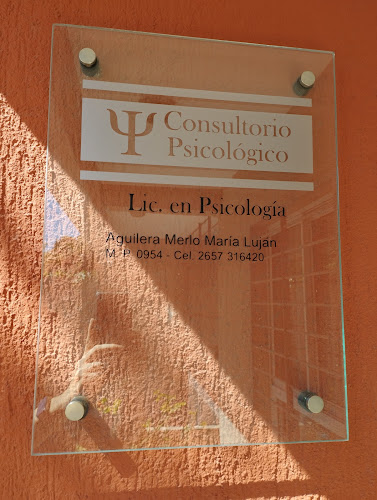 Ψ Consultorio
Psicológico
Lic. en Psicología
Aguilera Merlo María Luján
M. P. 0954 - Cel. 2657 316420